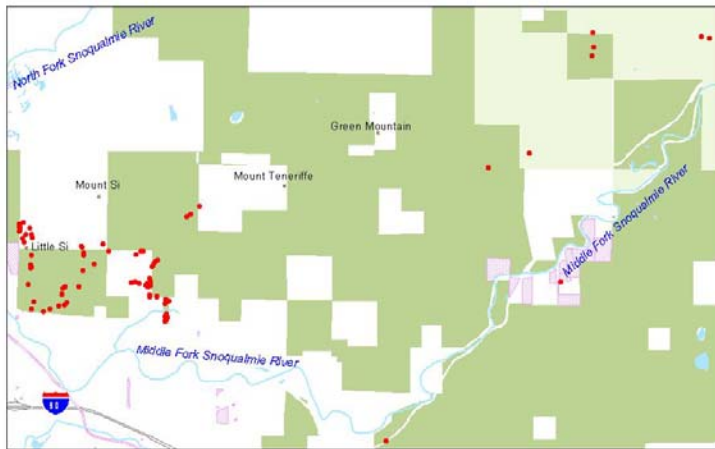 North Fork Snoqualmie River
Green Mountain
Mount Teneriffe
Mount Si
Little Si
Middle Fork Snoqualmie River
Middle Fork Snoqualmie River